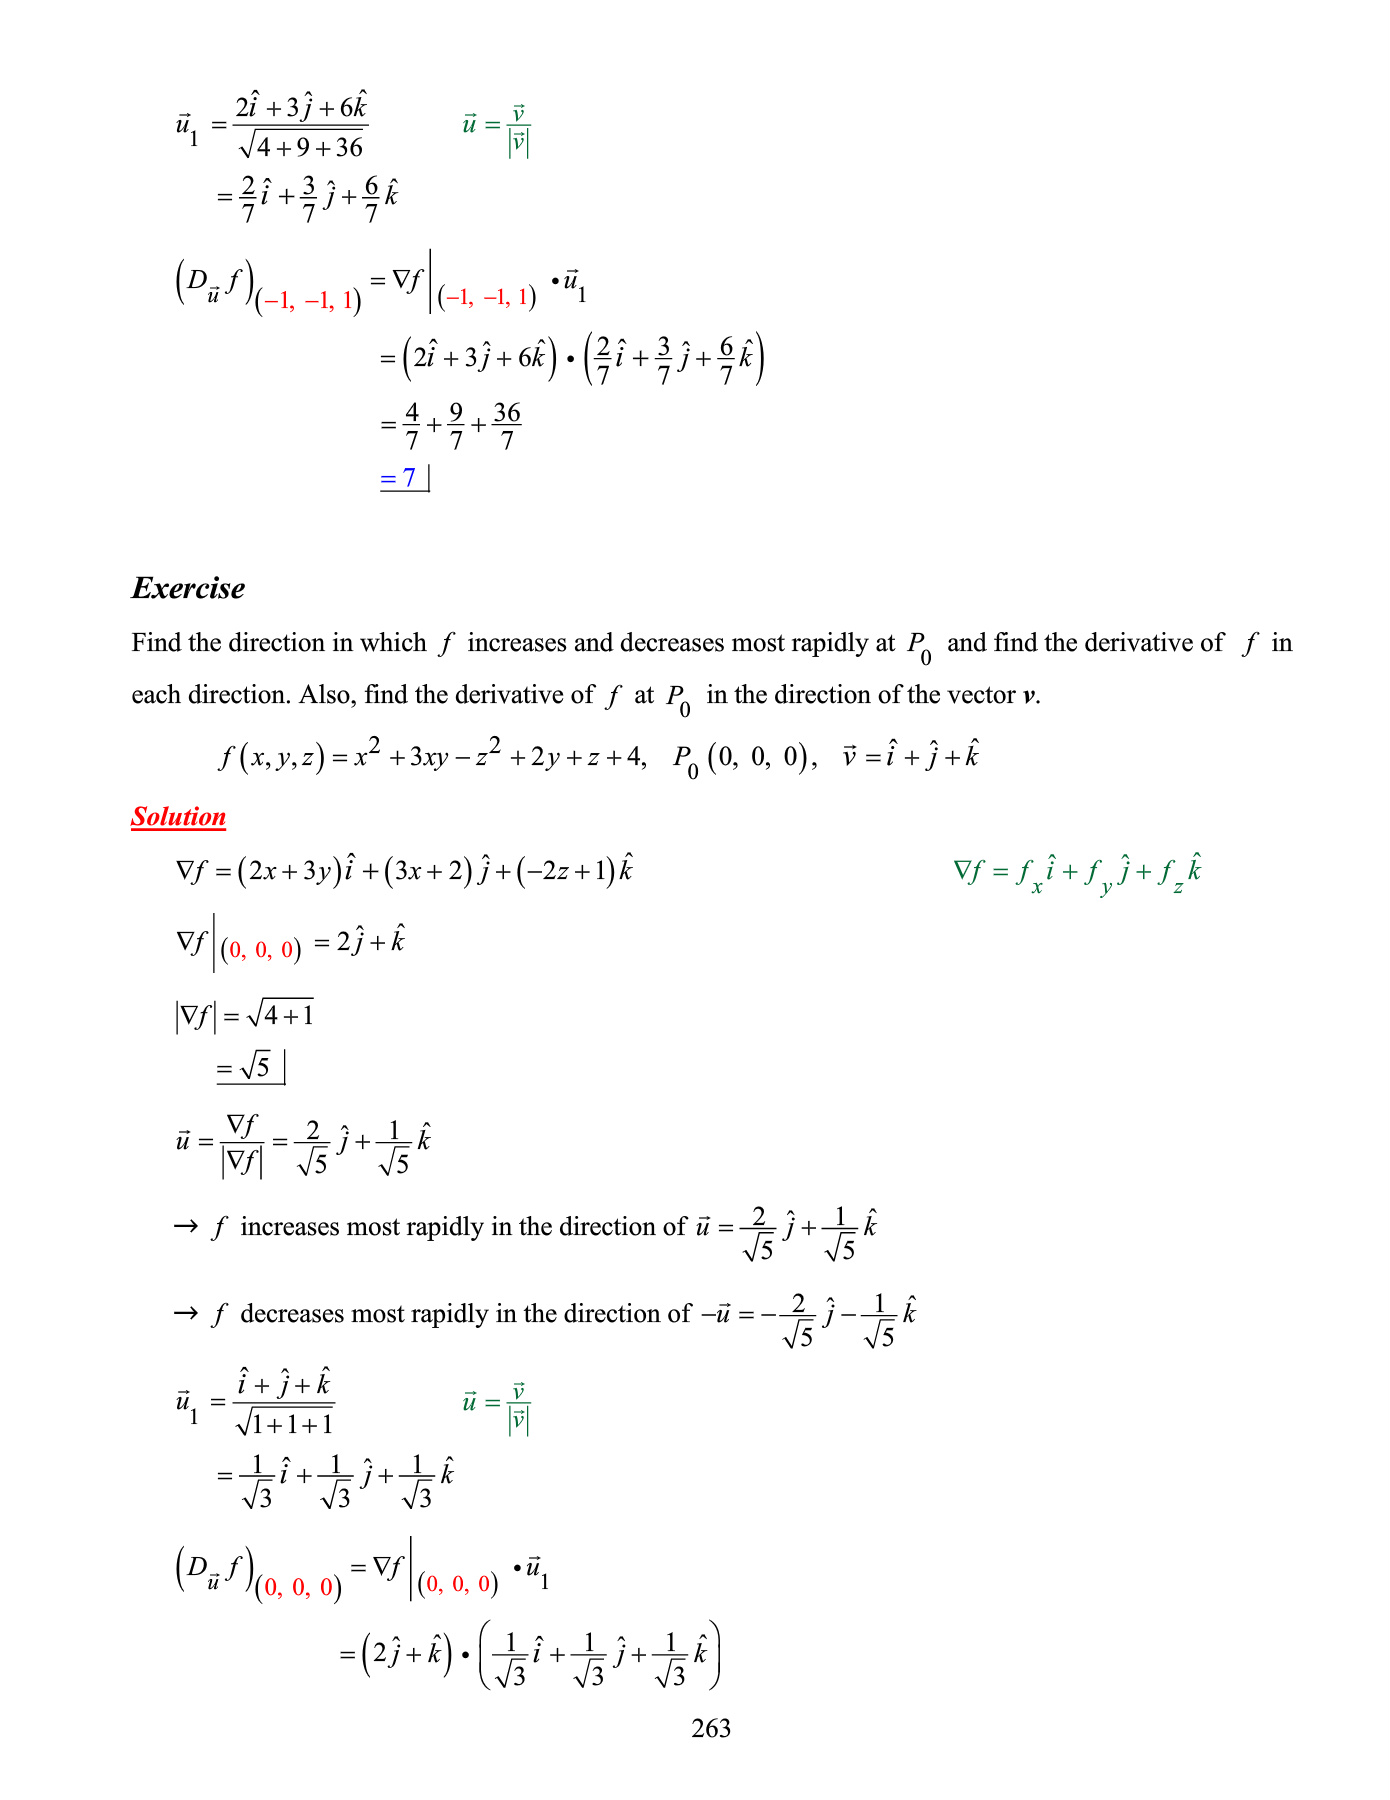 $\vec{u}_1 = \frac{2\hat{i}+3\hat{j}+6\hat{k}}{\sqrt{4+9+36}}$ $\vec{u} = \frac{\vec{v}}{|\vec{v}|}$
$= \frac{2}{7}\hat{i} + \frac{3}{7}\hat{j} + \frac{6}{7}\hat{k}$
$\left(D_{\vec{u}} f\right)_{(-1,\,-1,\,1)} = \nabla f \Big|_{(-1,\,-1,\,1)} \bullet \vec{u}_1$
$= \left(2\hat{i}+3\hat{j}+6\hat{k}\right) \bullet \left(\frac{2}{7}\hat{i}+\frac{3}{7}\hat{j}+\frac{6}{7}\hat{k}\right)$
$= \frac{4}{7}+\frac{9}{7}+\frac{36}{7}$
$= 7$
Exercise
Find the direction in which $f$ increases and decreases most rapidly at $P_0$ and find the derivative of $f$ in
each direction. Also, find the derivative of $f$ at $P_0$ in the direction of the vector v.
$f(x, y, z) = x^2 + 3xy - z^2 + 2y + z + 4, \quad P_0(0, 0, 0), \quad \vec{v} = \hat{i}+\hat{j}+\hat{k}$
Solution
$\nabla f = (2x+3y)\hat{i} + (3x+2)\hat{j} + (-2z+1)\hat{k}$ $\nabla f = f_x\hat{i} + f_y\hat{j} + f_z\hat{k}$
$\nabla f \Big|_{(0,\,0,\,0)} = 2\hat{j}+\hat{k}$
$|\nabla f| = \sqrt{4+1}$
$= \sqrt{5}$
$\vec{u} = \frac{\nabla f}{|\nabla f|} = \frac{2}{\sqrt{5}}\hat{j} + \frac{1}{\sqrt{5}}\hat{k}$
→ $f$ increases most rapidly in the direction of $\vec{u} = \frac{2}{\sqrt{5}}\hat{j} + \frac{1}{\sqrt{5}}\hat{k}$
→ $f$ decreases most rapidly in the direction of $-\vec{u} = -\frac{2}{\sqrt{5}}\hat{j} - \frac{1}{\sqrt{5}}\hat{k}$
$\vec{u}_1 = \frac{\hat{i}+\hat{j}+\hat{k}}{\sqrt{1+1+1}}$ $\vec{u} = \frac{\vec{v}}{|\vec{v}|}$
$= \frac{1}{\sqrt{3}}\hat{i} + \frac{1}{\sqrt{3}}\hat{j} + \frac{1}{\sqrt{3}}\hat{k}$
$\left(D_{\vec{u}} f\right)_{(0,\,0,\,0)} = \nabla f \Big|_{(0,\,0,\,0)} \bullet \vec{u}_1$
$= \left(2\hat{j}+\hat{k}\right) \bullet \left(\frac{1}{\sqrt{3}}\hat{i} + \frac{1}{\sqrt{3}}\hat{j} + \frac{1}{\sqrt{3}}\hat{k}\right)$
263